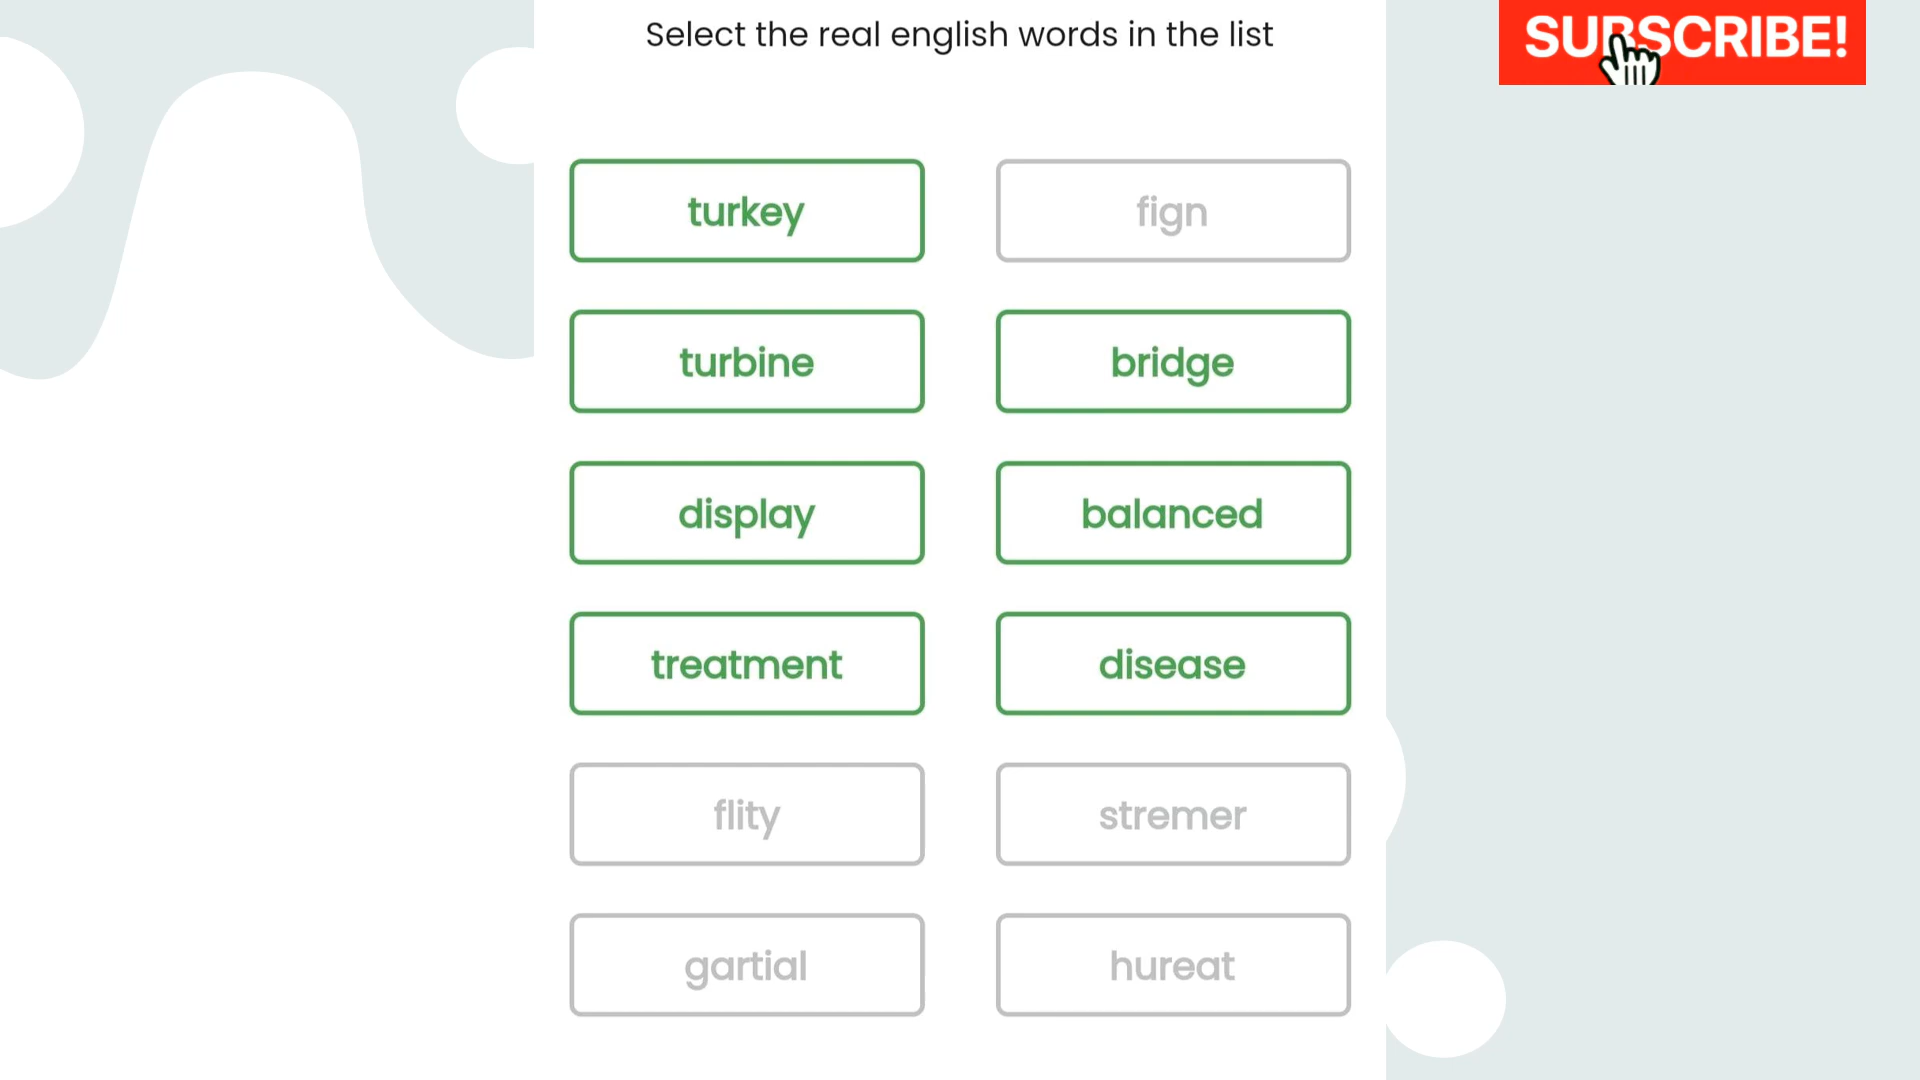 Select the real english words in the list
SUBSCRIBE!
turkey
fign
turbine
bridge
display
balanced
treatment
disease
flity
stremer
gartial
hureat